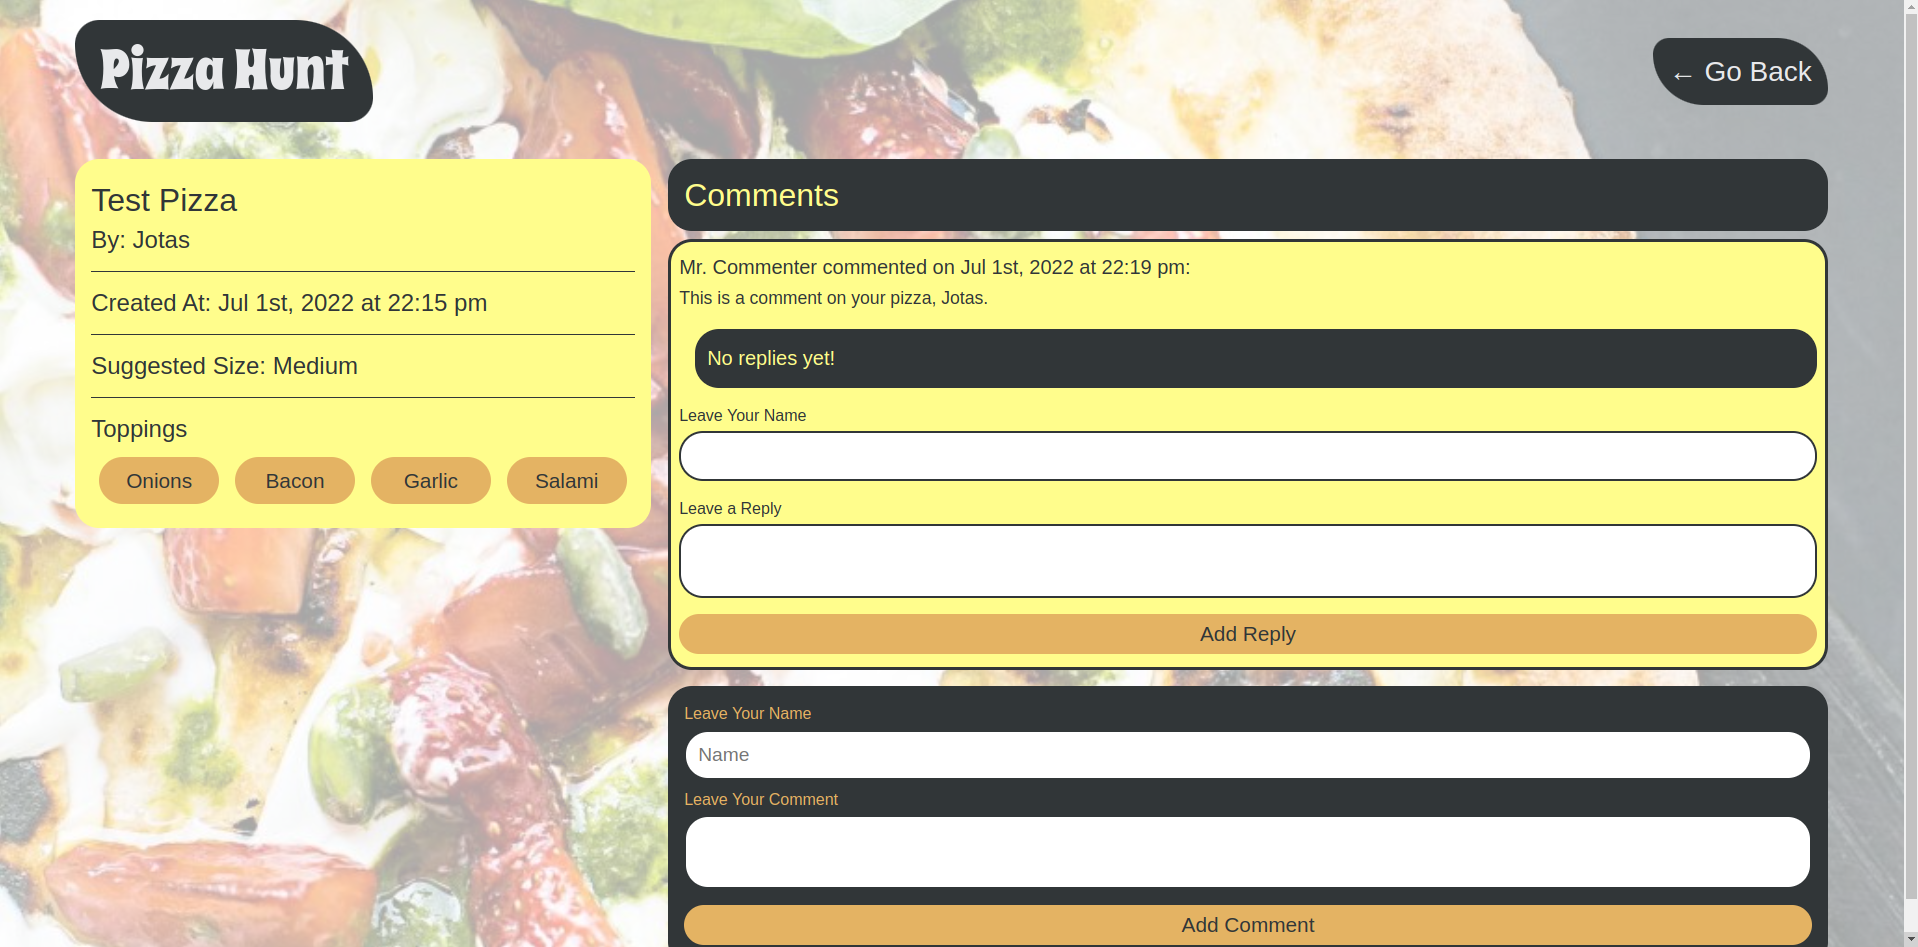 Pizza Hunt
← Go Back
Test Pizza
By: Jotas
Created At: Jul 1st, 2022 at 22:15 pm
Suggested Size: Medium
Toppings
Onions
Bacon
Garlic
Salami
Comments
Mr. Commenter commented on Jul 1st, 2022 at 22:19 pm:
This is a comment on your pizza, Jotas.
No replies yet!
Leave Your Name
Leave a Reply
Add Reply
Leave Your Name
Name
Leave Your Comment
Add Comment